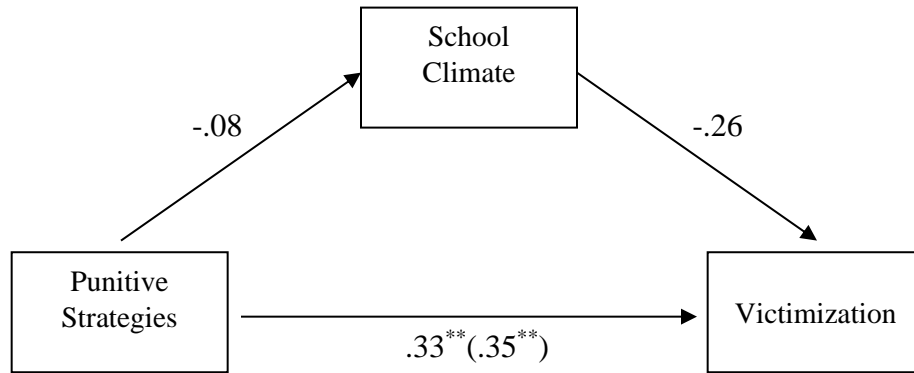 School
Climate
-.08
-.26
Punitive
Strategies
Victimization
.33**(.35**)